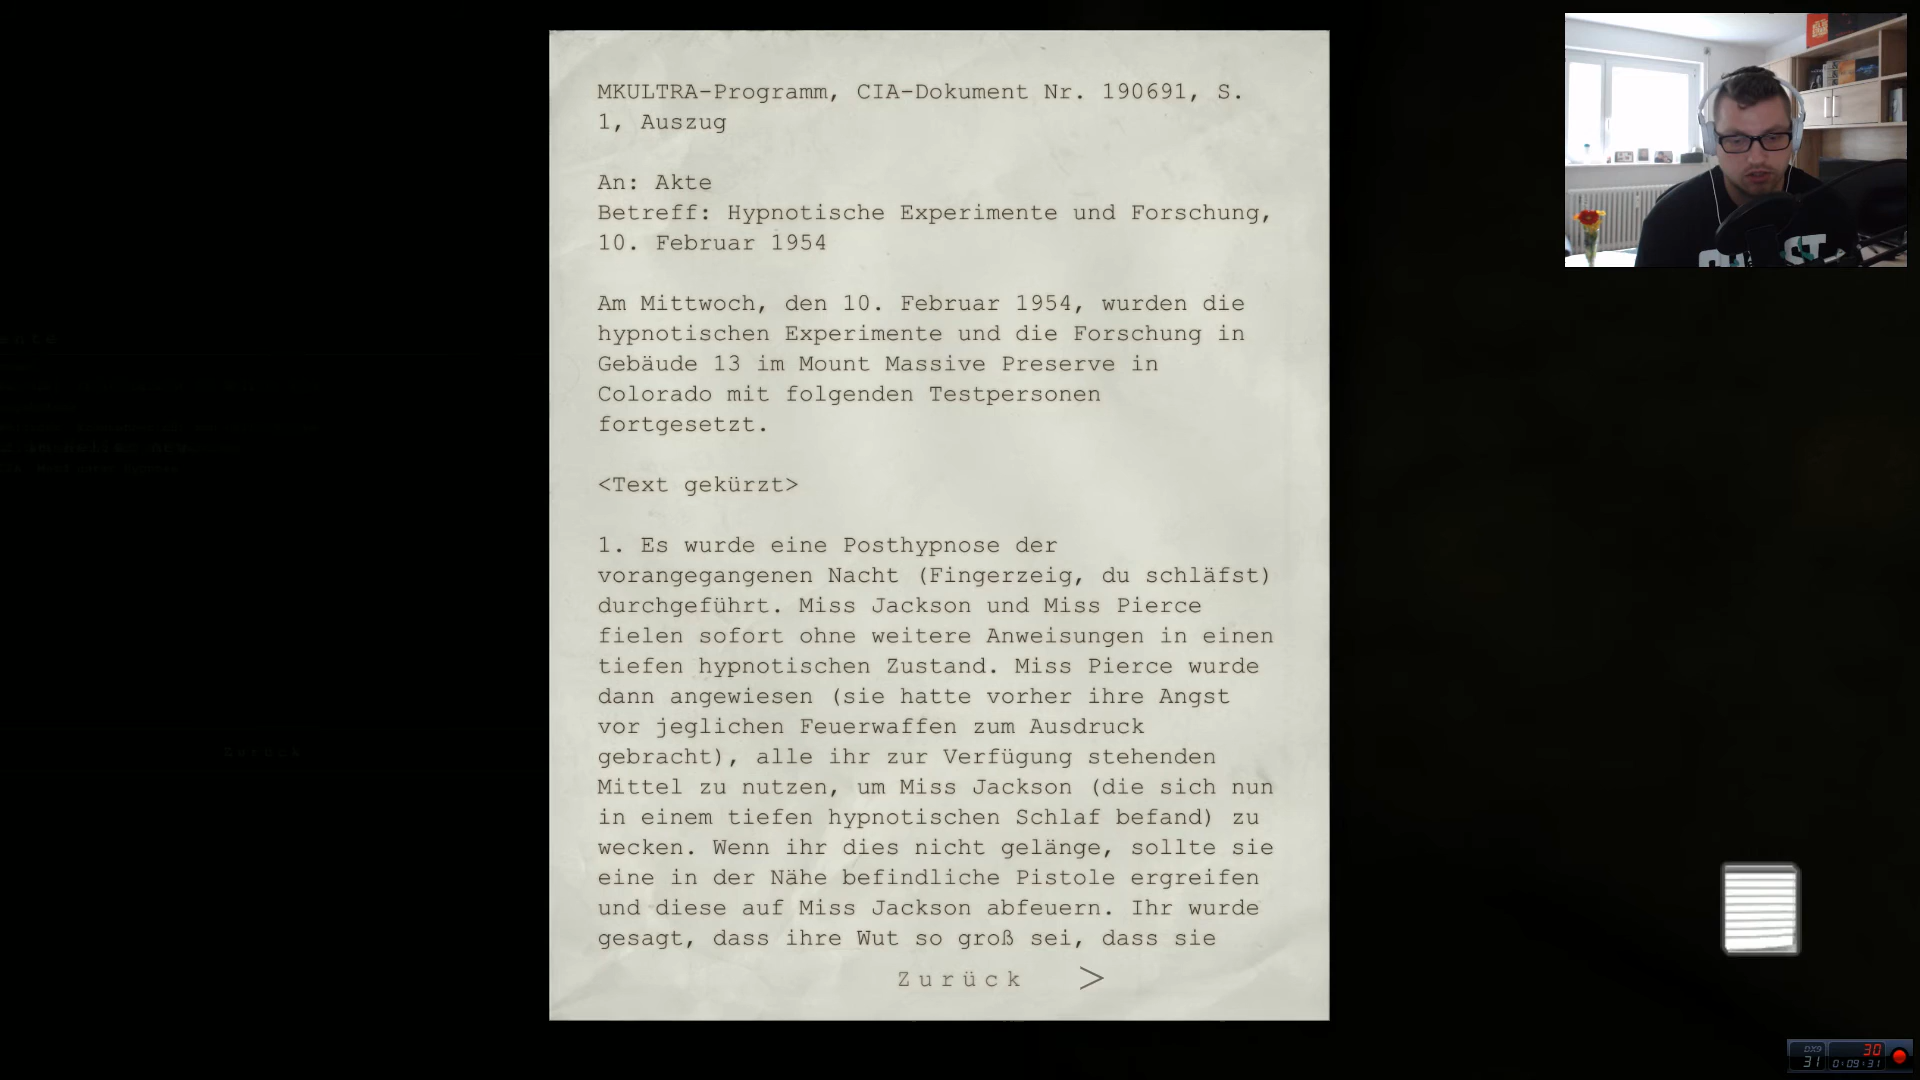 MKULTRA-Programm, CIA-Dokument Nr. 190691, S.
1, Auszug
An: Akte
Betreff: Hypnotische Experimente und Forschung,
10. Februar 1954
Am Mittwoch, den 10. Februar 1954, wurden die
hypnotischen Experimente und die Forschung in
Gebäude 13 im Mount Massive Preserve in
Colorado mit folgenden Testpersonen
fortgesetzt.
<Text gekürzt>
1. Es wurde eine Posthypnose der
vorangegangenen Nacht (Fingerzeig, du schläfst)
durchgeführt. Miss Jackson und Miss Pierce
fielen sofort ohne weitere Anweisungen in einen
tiefen hypnotischen Zustand. Miss Pierce wurde
dann angewiesen (sie hatte vorher ihre Angst
vor jeglichen Feuerwaffen zum Ausdruck
gebracht), alle ihr zur Verfügung stehenden
Mittel zu nutzen, um Miss Jackson (die sich nun
in einem tiefen hypnotischen Schlaf befand) zu
wecken. Wenn ihr dies nicht gelänge, sollte sie
eine in der Nähe befindliche Pistole ergreifen
und diese auf Miss Jackson abfeuern. Ihr wurde
gesagt, dass ihre Wut so groß sei, dass sie
Zurück >
Zurück
DX9 30
31 0:09:31